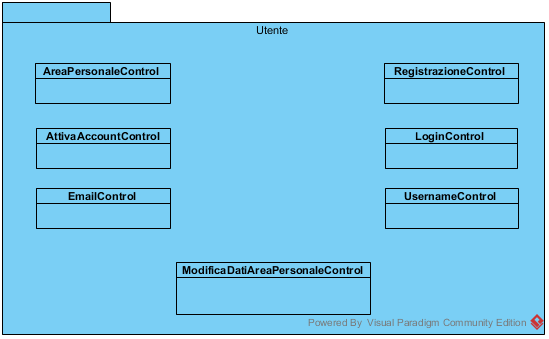 Utente
AreaPersonaleControl
RegistrazioneControl
AttivaAccountControl
LoginControl
EmailControl
UsernameControl
ModificaDatiAreaPersonaleControl
Powered By Visual Paradigm Community Edition